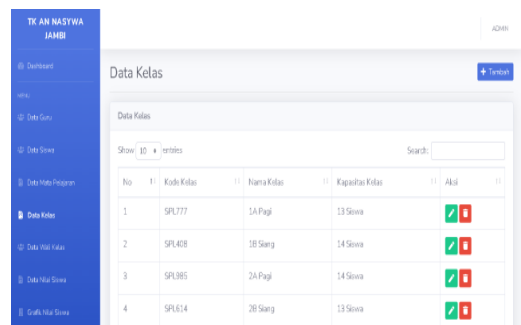 TK AN NASYWA
JAMBI
ADMIN
Dashboard
MENU
Data Guru
Data Siswa
Data Mata Pelajaran
Data Kelas
Data Wali Kelas
Data Nilai Siswa
Grafik Nilai Siswa
Data Kelas
+ Tambah
Data Kelas
Show 10 entries
Search:
No Kode Kelas Nama Kelas Kapasitas Kelas Aksi
1 SPL777 1A Pagi 13 Siswa
2 SPL408 1B Siang 14 Siswa
3 SPL985 2A Pagi 14 Siswa
4 SPL614 2B Siang 13 Siswa